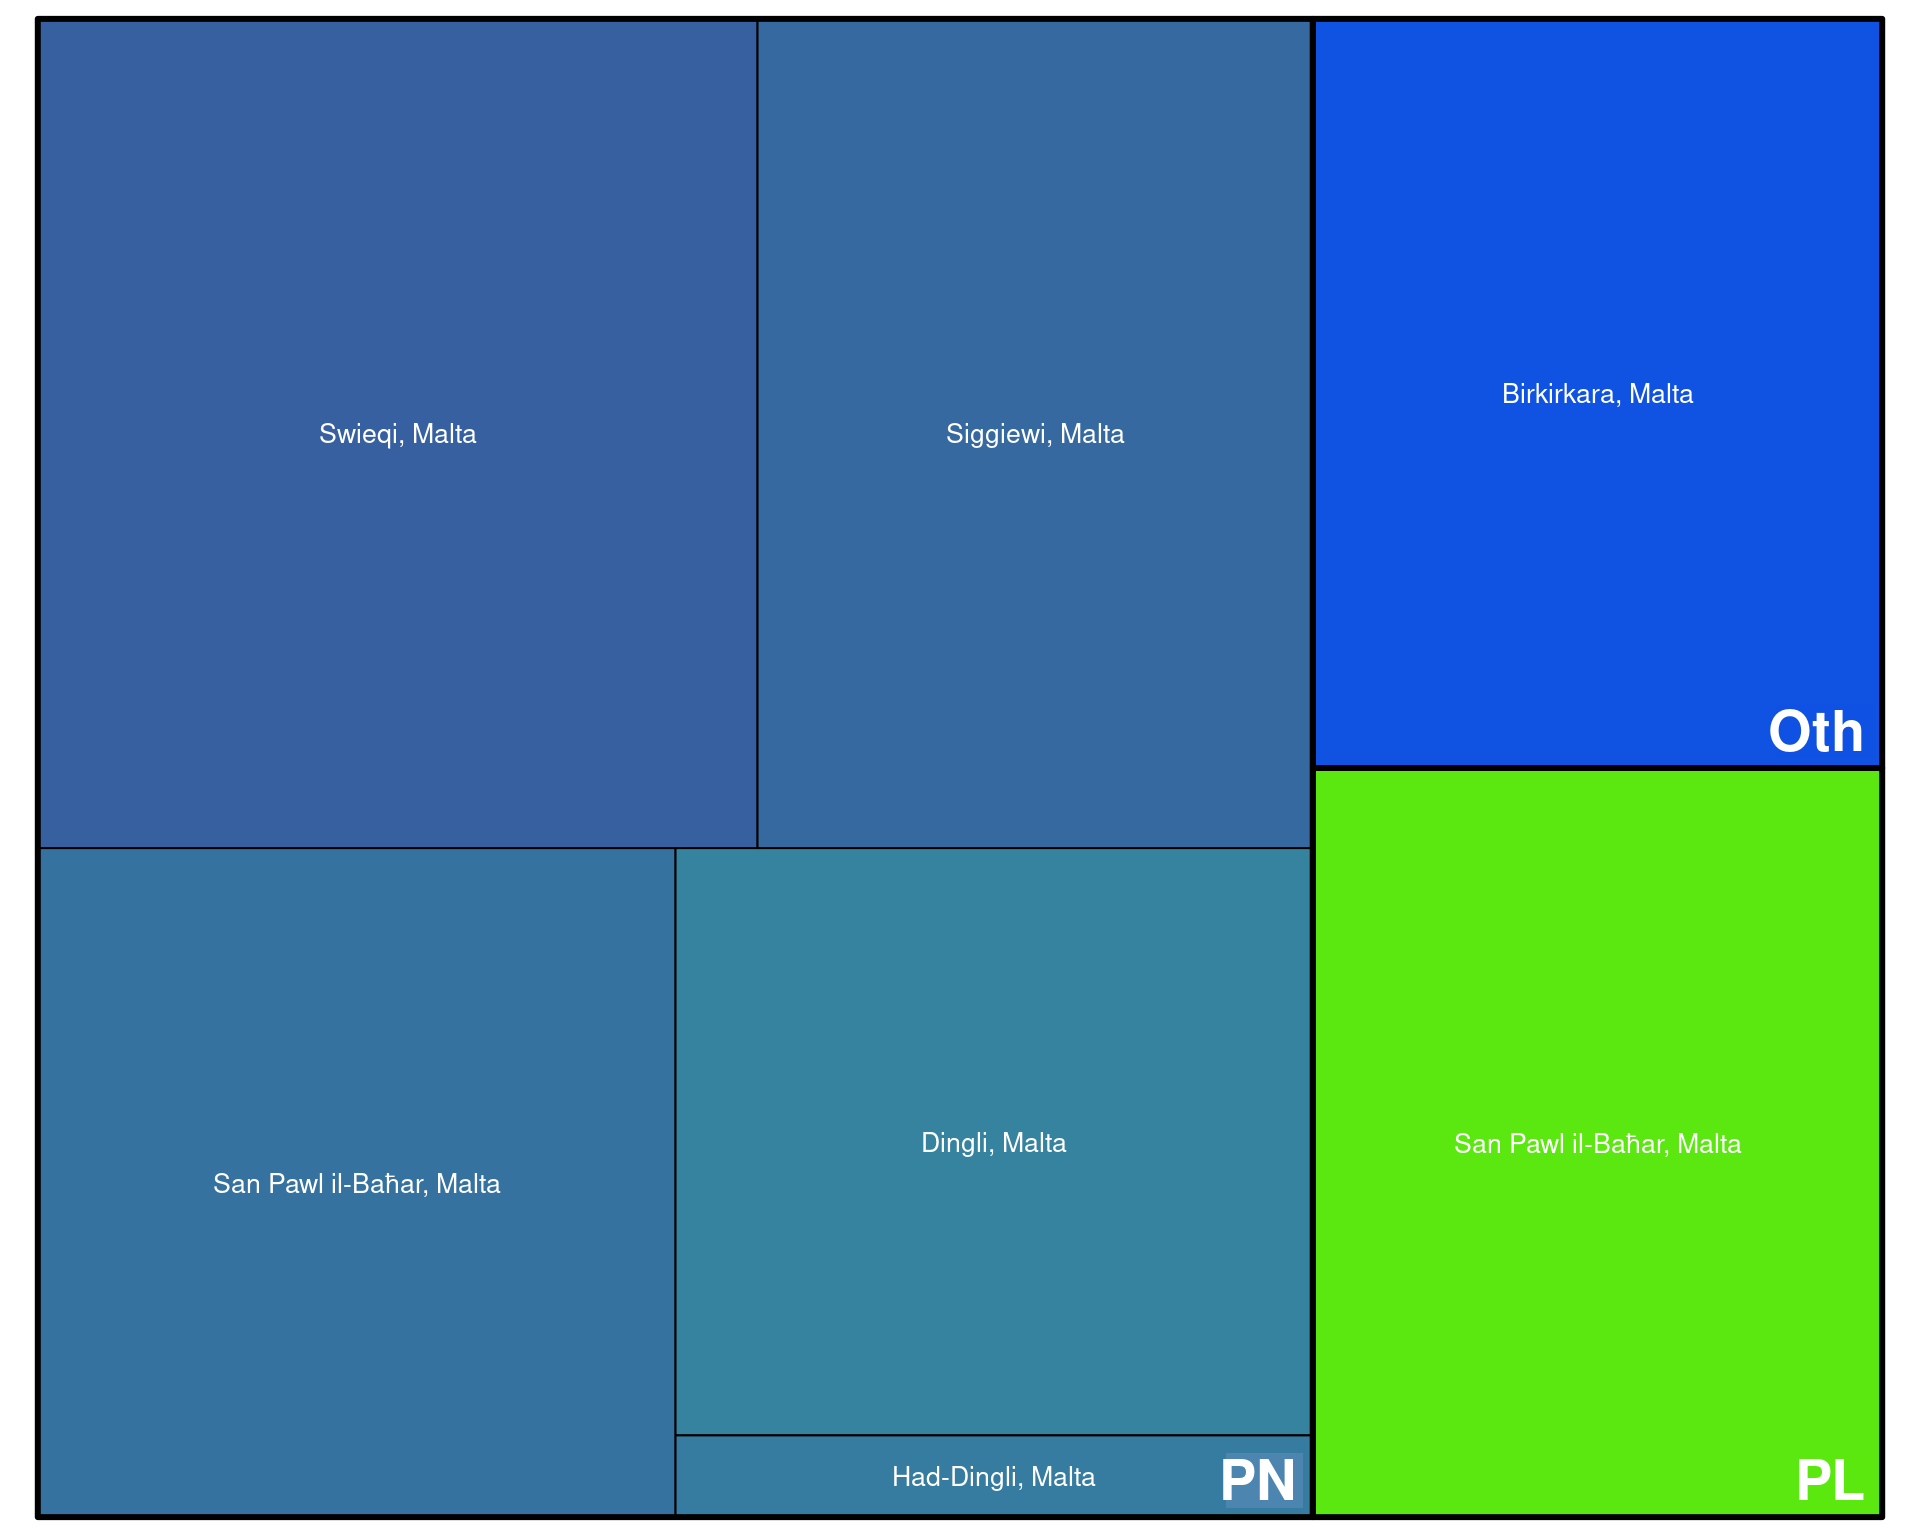 Swieqi, Malta
Siggiewi, Malta
Birkirkara, Malta
Oth
San Pawl il-Baħar, Malta
Dingli, Malta
Had-Dingli, Malta
PN
San Pawl il-Baħar, Malta
PL